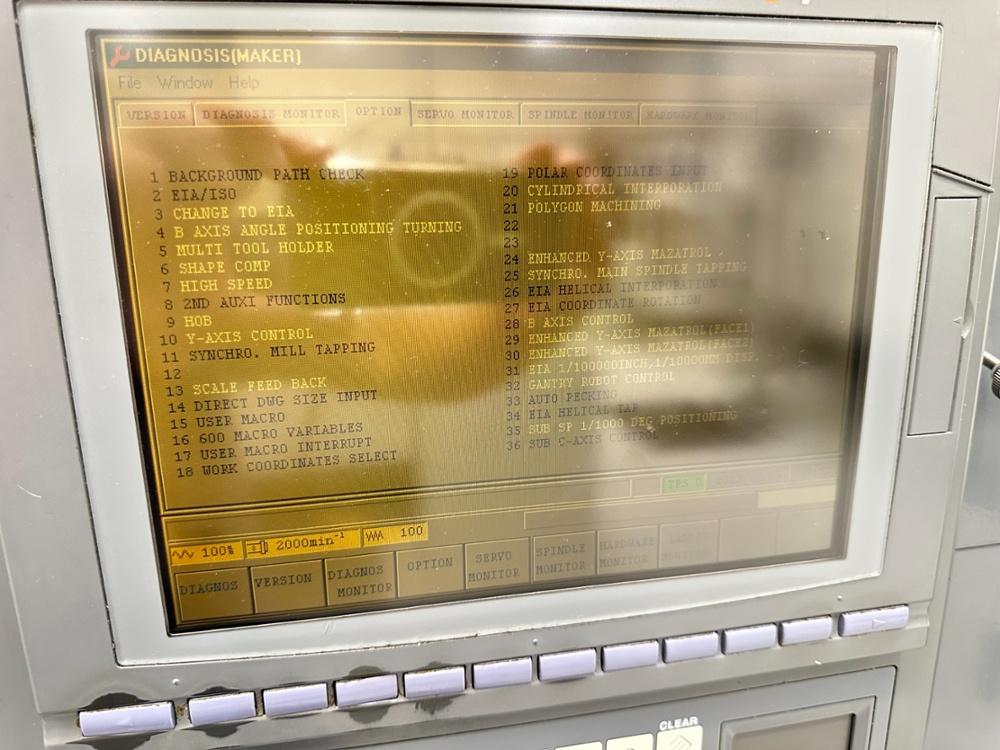 DIAGNOSIS(MAKER)
File Window Help
VERSION DIAGNOSIS MONITOR OPTION SERVO MONITOR SPINDLE MONITOR HARDWARE MONITOR
1 BACKGROUND PATH CHECK
2 EIA/ISO
3 CHANGE TO EIA
4 B AXIS ANGLE POSITIONING TURNING
5 MULTI TOOL HOLDER
6 SHAPE COMP
7 HIGH SPEED
8 2ND AUXI FUNCTIONS
9 HOB
10 Y-AXIS CONTROL
11 SYNCHRO. MILL TAPPING
12
13 SCALE FEED BACK
14 DIRECT DWG SIZE INPUT
15 USER MACRO
16 600 MACRO VARIABLES
17 USER MACRO INTERRUPT
18 WORK COORDINATES SELECT
19 POLAR COORDINATES INPUT
20 CYLINDRICAL INTERPORATION
21 POLYGON MACHINING
22
23
24 ENHANCED Y-AXIS MAZATROL
25 SYNCHRO. MAIN SPINDLE TAPPING
26 EIA HELICAL INTERPORATION
27 EIA COORDINATE ROTATION
28 B AXIS CONTROL
29 ENHANCED Y-AXIS MAZATROL(FACE1)
30 ENHANCED Y-AXIS MAZATROL(FACE2)
31 EIA 1/100000INCH,1/10000MM DISP.
32 GANTRY ROBOT CONTROL
33 AUTO PECKING
34 EIA HELICAL TAP
35 SUB SP 1/1000 DEG POSITIONING
36 SUB C-AXIS CONTROL
100% 2000min⁻¹ 100
DIAGNOS VERSION DIAGNOS MONITOR OPTION SERVO MONITOR SPINDLE MONITOR HARDWARE MONITOR
CLEAR